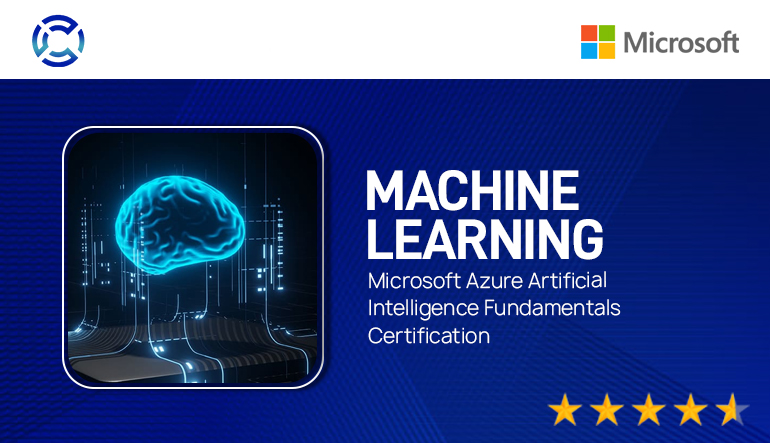 Microsoft
MACHINE
LEARNING
Microsoft Azure Artificial
Intelligence Fundamentals
Certification